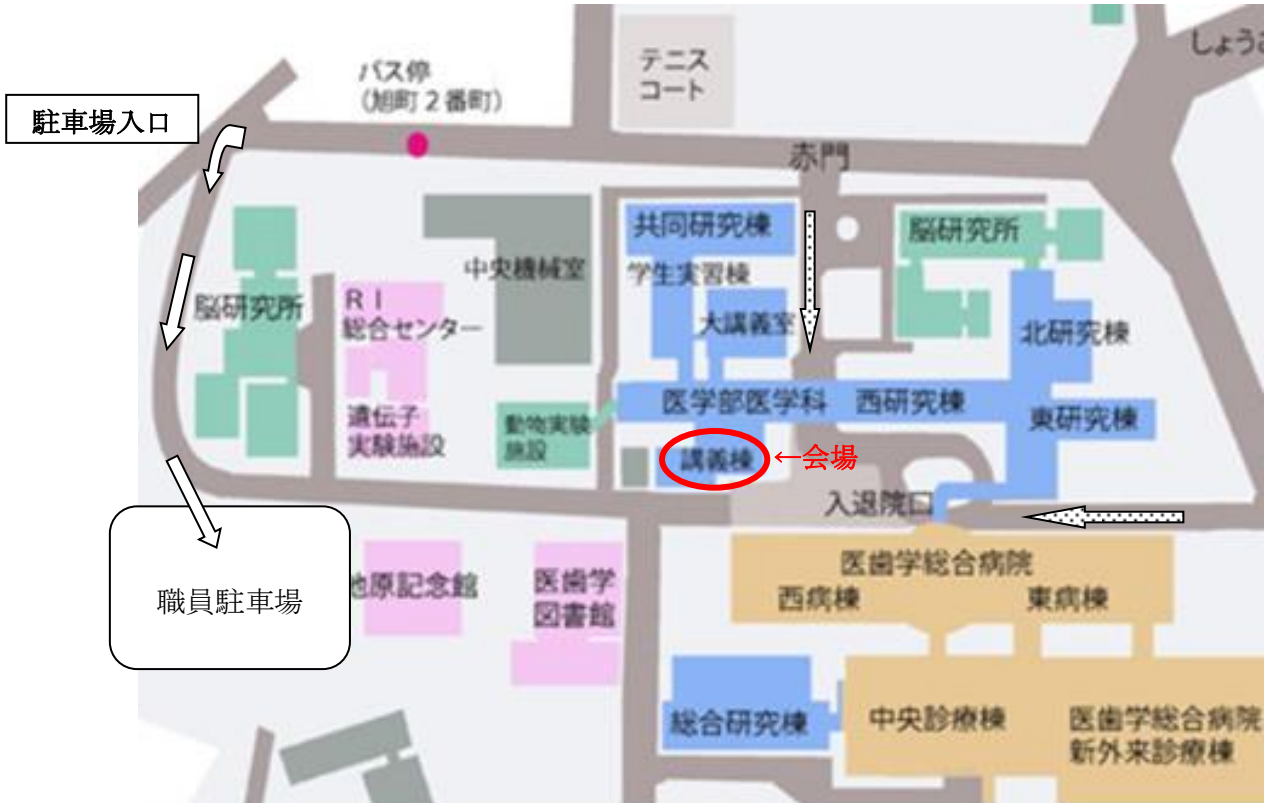 しょうこ
テニス
コート
バス停
(旭町2番町)
駐車場入口
赤門
共同研究棟
脳研究所
中央機械室
学生実習棟
脳研究所
RI
総合センター
大講義室
北研究棟
医学部医学科
西研究棟
東研究棟
遺伝子
実験施設
動物実験
施設
講義棟
←会場
入退院口
医歯学総合病院
西病棟
東病棟
職員駐車場
池原記念館
医歯学
図書館
総合研究棟
中央診療棟
医歯学総合病院
新外来診療棟